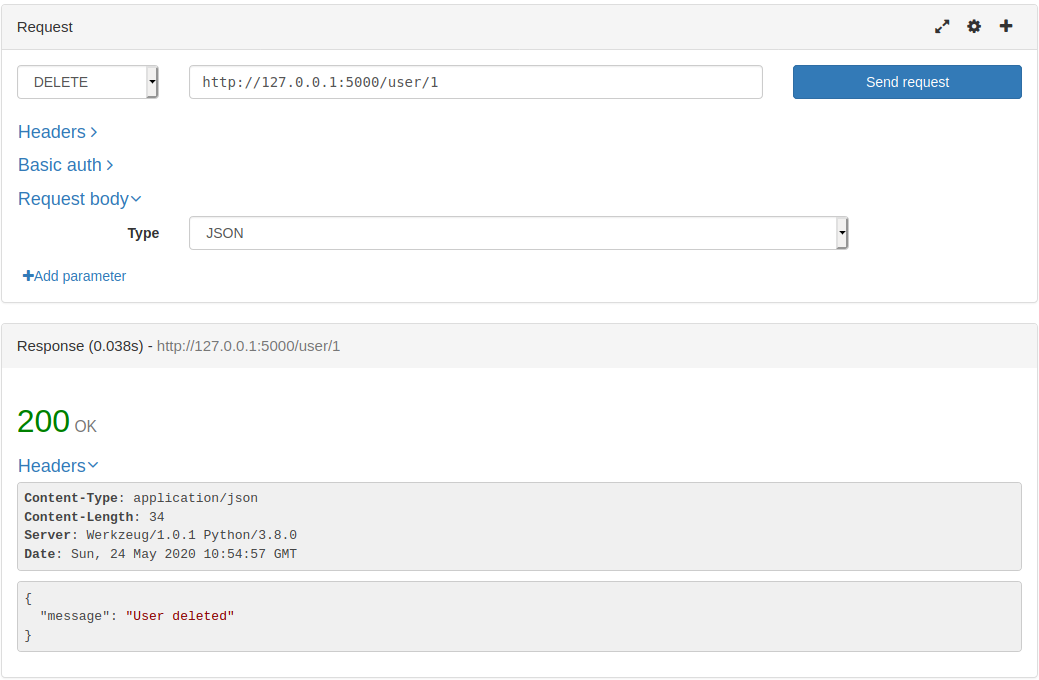 Request
DELETE
http://127.0.0.1:5000/user/1
Send request
Headers
Basic auth
Request body
Type
JSON
Add parameter
Response (0.038s) - http://127.0.0.1:5000/user/1
200 OK
Headers
Content-Type: application/json
Content-Length: 34
Server: Werkzeug/1.0.1 Python/3.8.0
Date: Sun, 24 May 2020 10:54:57 GMT
{
  "message": "User deleted"
}